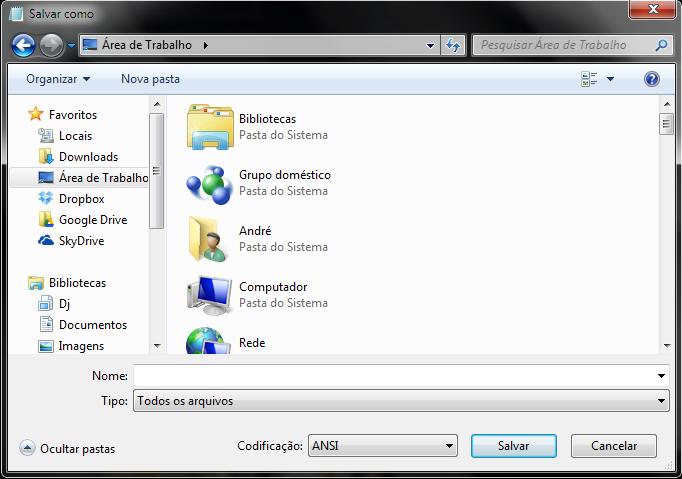 Salvar como
Área de Trabalho
Pesquisar Área de Trabalho
Organizar
Nova pasta
Favoritos
Locais
Downloads
Área de Trabalho
Dropbox
Google Drive
SkyDrive
Bibliotecas
Dj
Documentos
Imagens
Bibliotecas
Pasta do Sistema
Grupo doméstico
Pasta do Sistema
André
Pasta do Sistema
Computador
Pasta do Sistema
Rede
Nome:
Tipo: Todos os arquivos
Ocultar pastas
Codificação: ANSI
Salvar
Cancelar